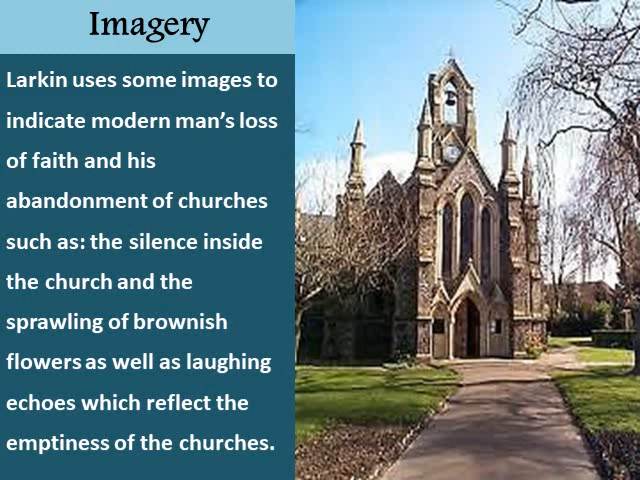 Imagery
Larkin uses some images to
indicate modern man's loss
of faith and his
abandonment of churches
such as: the silence inside
the church and the
sprawling of brownish
flowers as well as laughing
echoes which reflect the
emptiness of the churches.